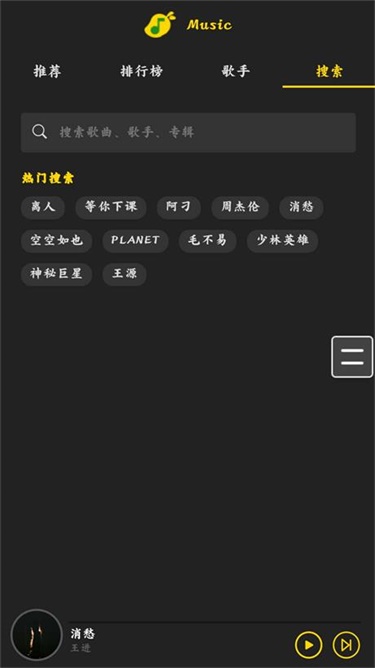 Music
推荐 排行榜 歌手 搜索
搜索歌曲、歌手、专辑
热门搜索
离人 等你下课 阿刁 周杰伦 消愁
空空如也 PLANET 毛不易 少林英雄
神秘巨星 王源
消愁
王逊